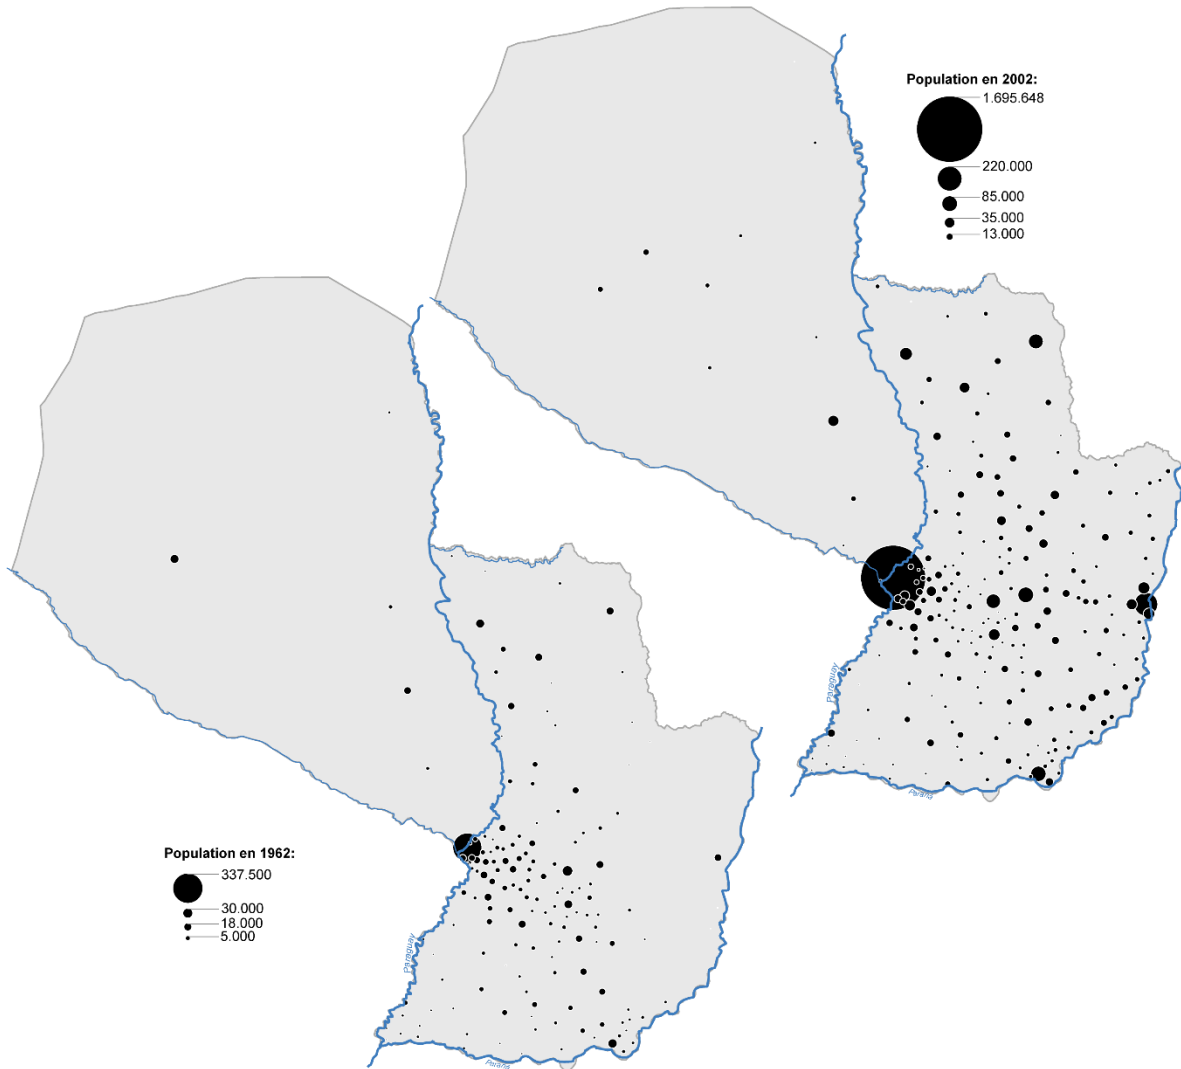 Population en 2002:
1.695.648
220.000
85.000
35.000
13.000
Paraguay
Paraná
Population en 1962:
337.500
30.000
18.000
5.000
Paraguay
Paraná